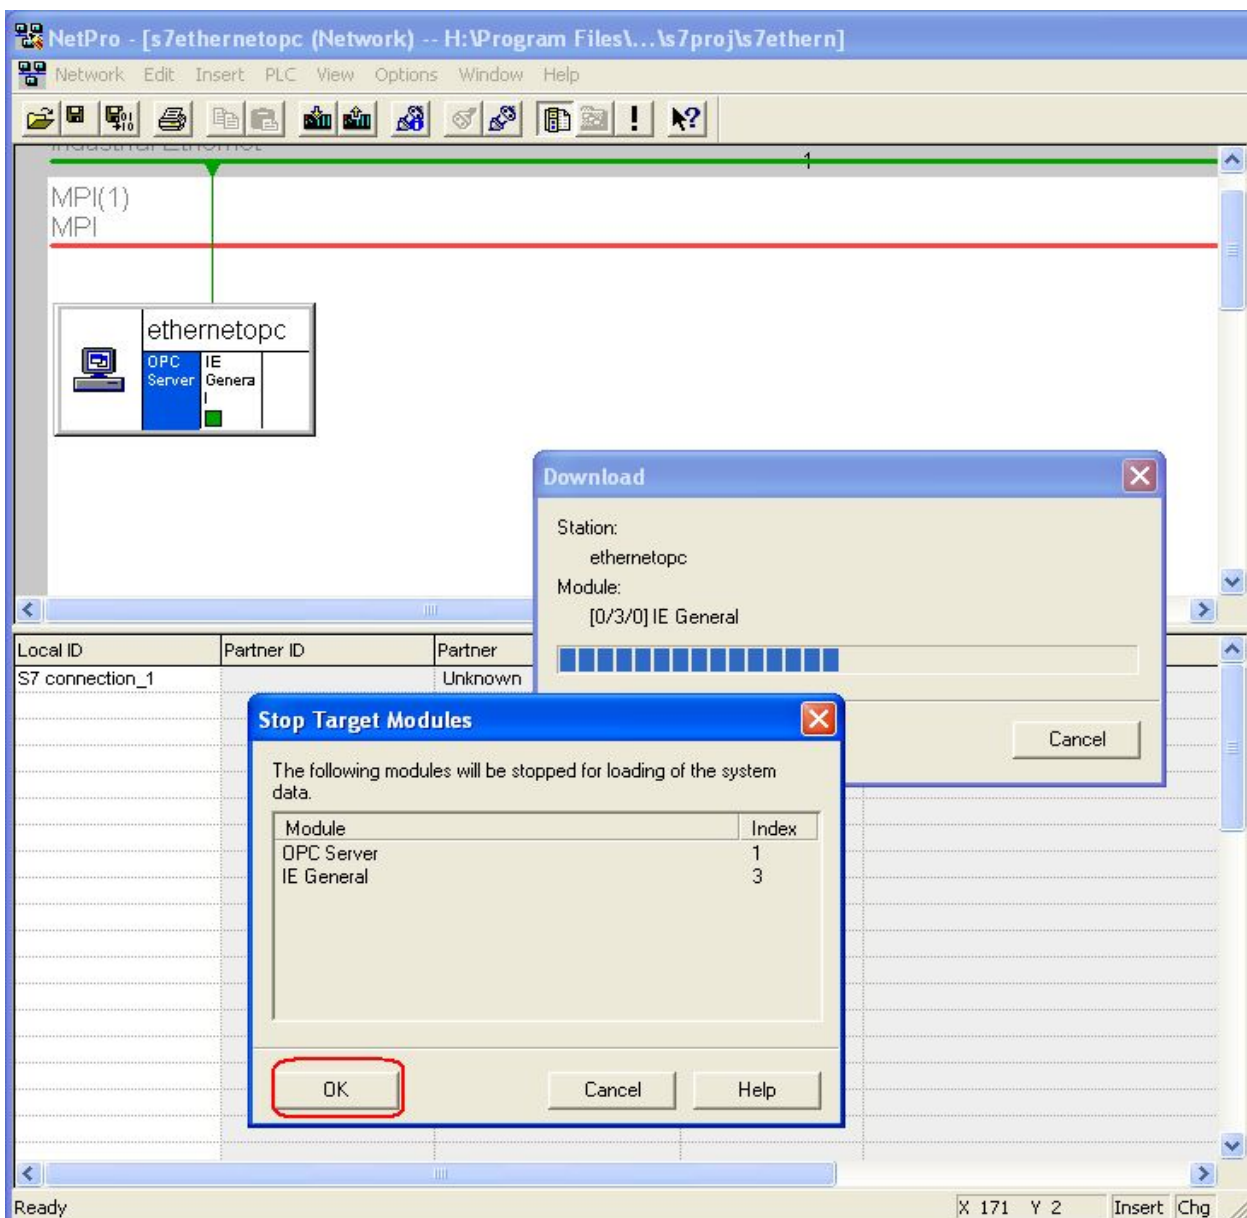 NetPro - [s7ethernetopc (Network) -- H:\Program Files\...\s7proj\s7ethern]
Network Edit Insert PLC View Options Window Help
Industrial Ethernet
1
MPI(1)
MPI
ethernetopc
OPC
Server
IE
Genera
l
Download
Station:
ethernetopc
Module:
[0/3/0] IE General
Cancel
Local ID Partner ID Partner
S7 connection_1 Unknown
Stop Target Modules
The following modules will be stopped for loading of the system
data.
Module Index
OPC Server 1
IE General 3
OK Cancel Help
Ready X 171 Y 2 Insert Chg